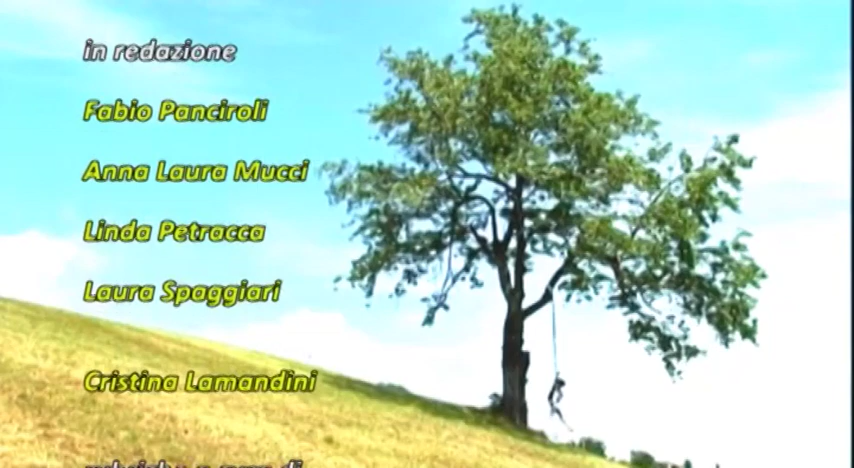 in redazione
Fabio Panciroli
Anna Laura Mucci
Linda Petracca
Laura Spaggiari
Cristina Lamandini